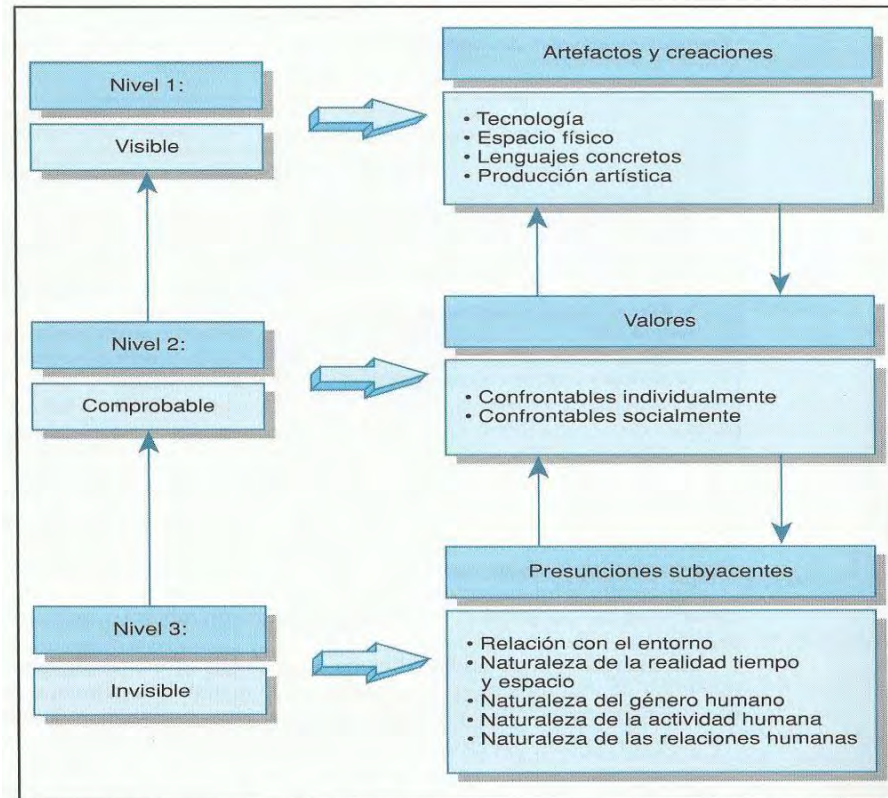 Nivel 1:
Visible
Artefactos y creaciones
• Tecnología
• Espacio físico
• Lenguajes concretos
• Producción artística
Nivel 2:
Comprobable
Valores
• Confrontables individualmente
• Confrontables socialmente
Nivel 3:
Invisible
Presunciones subyacentes
• Relación con el entorno
• Naturaleza de la realidad tiempo
y espacio
• Naturaleza del género humano
• Naturaleza de la actividad humana
• Naturaleza de las relaciones humanas